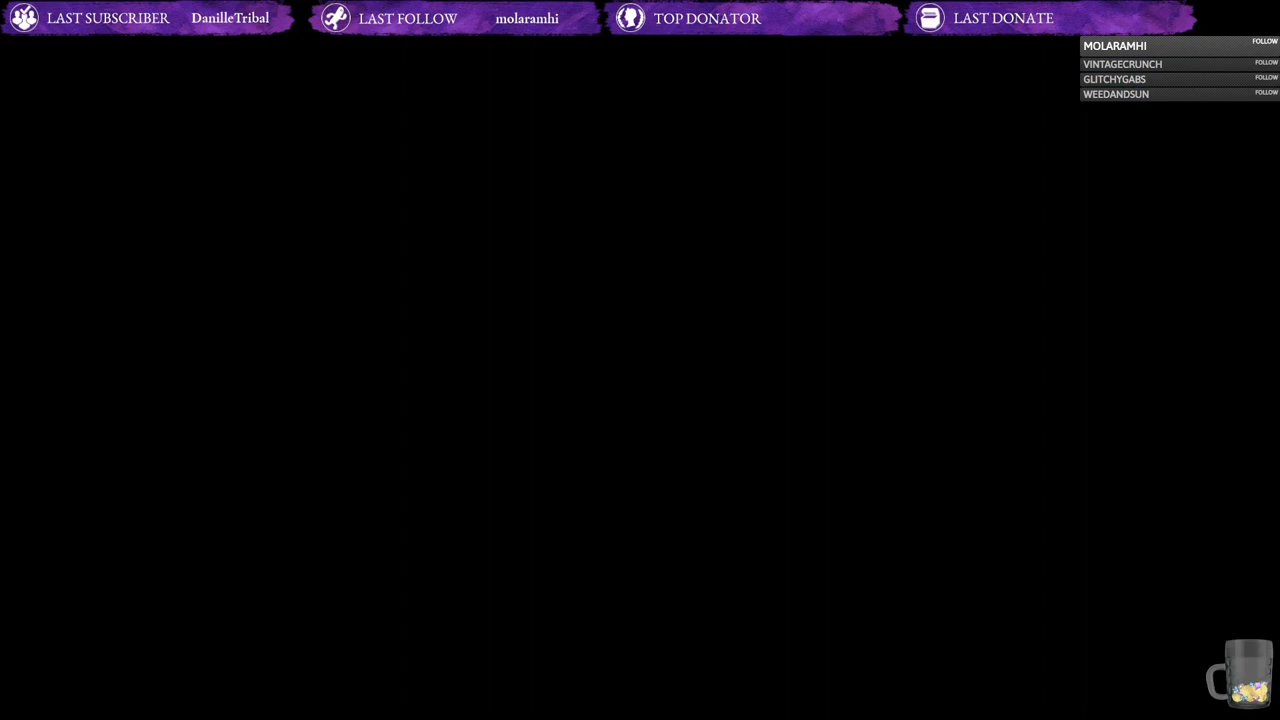 LAST SUBSCRIBER DanilleTribal
LAST FOLLOW molaramhi
TOP DONATOR
LAST DONATE
MOLARAMHI FOLLOW
VINTAGECRUNCH FOLLOW
GLITCHYGABS FOLLOW
WEEDANDSUN FOLLOW